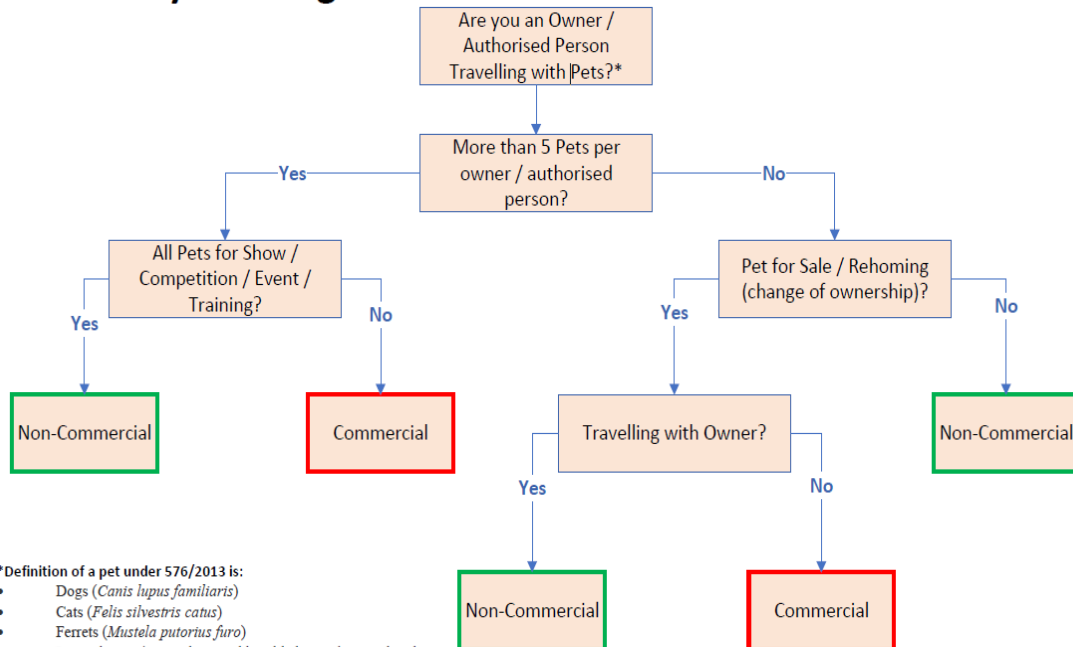 Are you an Owner /
Authorised Person
Travelling with Pets?*
More than 5 Pets per
owner / authorised
person?
Yes
No
All Pets for Show /
Competition / Event /
Training?
Pet for Sale / Rehoming
(change of ownership)?
Yes
No
Yes
No
Non-Commercial
Commercial
Travelling with Owner?
Non-Commercial
Yes
No
Non-Commercial
Commercial
*Definition of a pet under 576/2013 is:
• Dogs (Canis lupus familiaris)
• Cats (Felis silvestris catus)
• Ferrets (Mustela putorius furo)